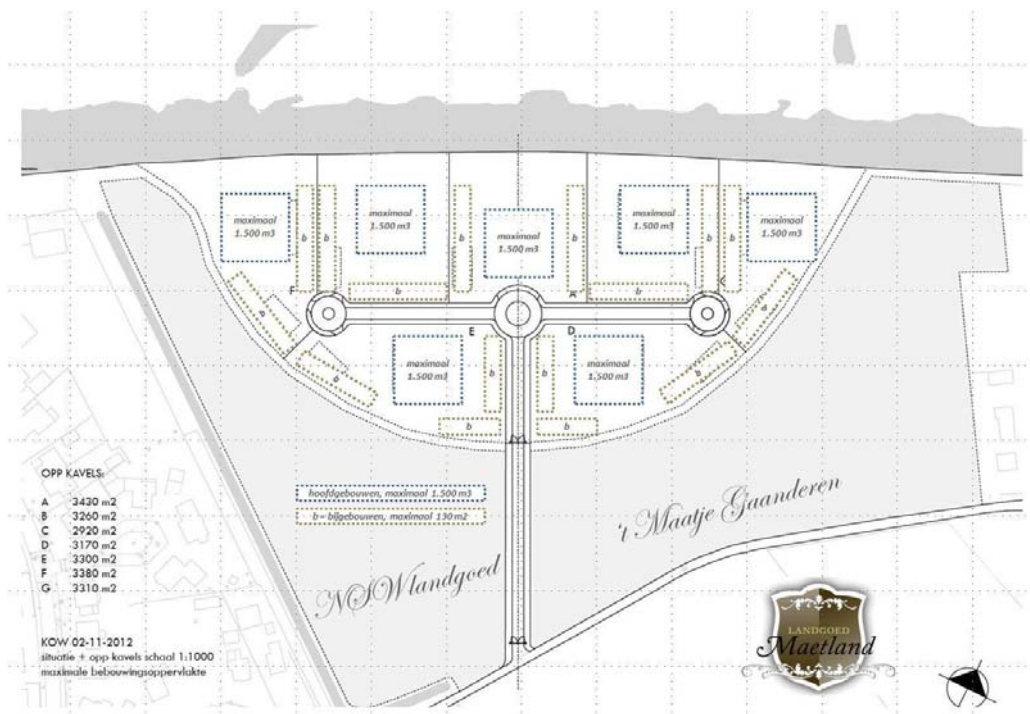 maximaal
1.500 m3
b
b
maximaal
1.500 m3
b
maximaal
1.500 m3
b
maximaal
1.500 m3
b
b
maximaal
1.500 m3
F
b
A
b
C
E
D
maximaal
1.500 m3
b
b
maximaal
1.500 m3
b
b
b
b
OPP KAVELS:
A 3430 m2
B 3260 m2
C 2920 m2
D 3170 m2
E 3300 m2
F 3380 m2
G 3310 m2
hoofdgebouwen, maximaal 1.500 m3
b = bijgebouwen, maximaal 130 m2
NSW landgoed
't Maatje Gaanderen
KOW 02-11-2012
situatie + opp kavels schaal 1:1000
maximale bebouwingsoppervlakte
LANDGOED
Maetland